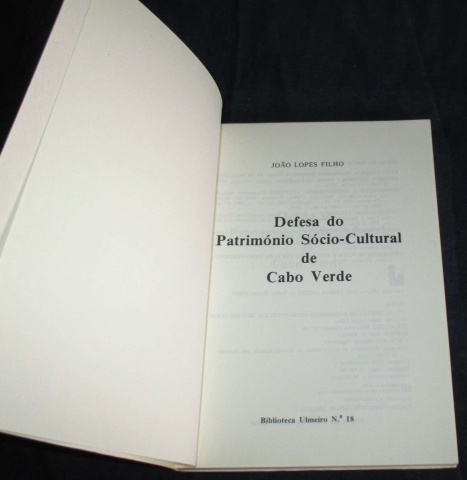 JOÃO LOPES FILHO
Defesa do
Património Sócio-Cultural
de
Cabo Verde
Biblioteca Ulmeiro N.º 18